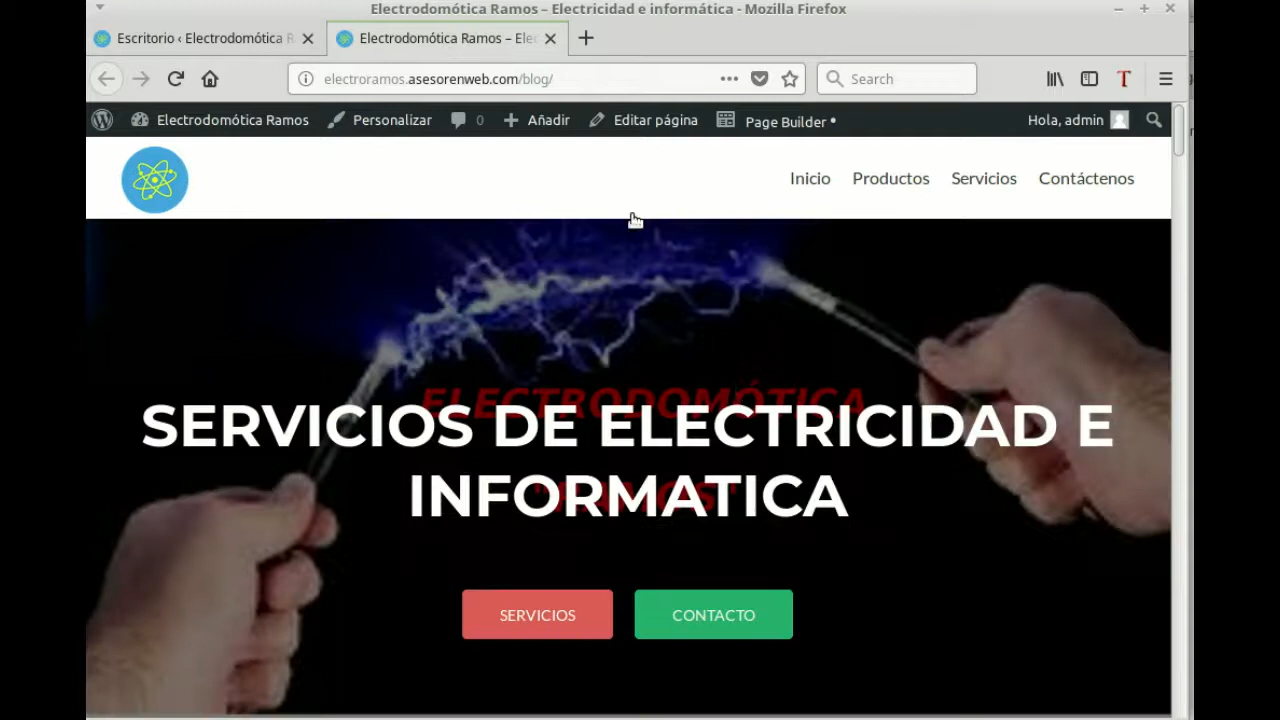 Electrodomótica Ramos – Electricidad e informática - Mozilla Firefox
Escritorio ‹ Electrodomótica R
Electrodomótica Ramos – Elec
electroramos.asesorenweb.com/blog/
Search
Electrodomótica Ramos
Personalizar
0
Añadir
Editar página
Page Builder
Hola, admin
Inicio
Productos
Servicios
Contáctenos
ELECTRODOMÓTICA
SERVICIOS DE ELECTRICIDAD E
INFORMATICA
SERVICIOS
CONTACTO